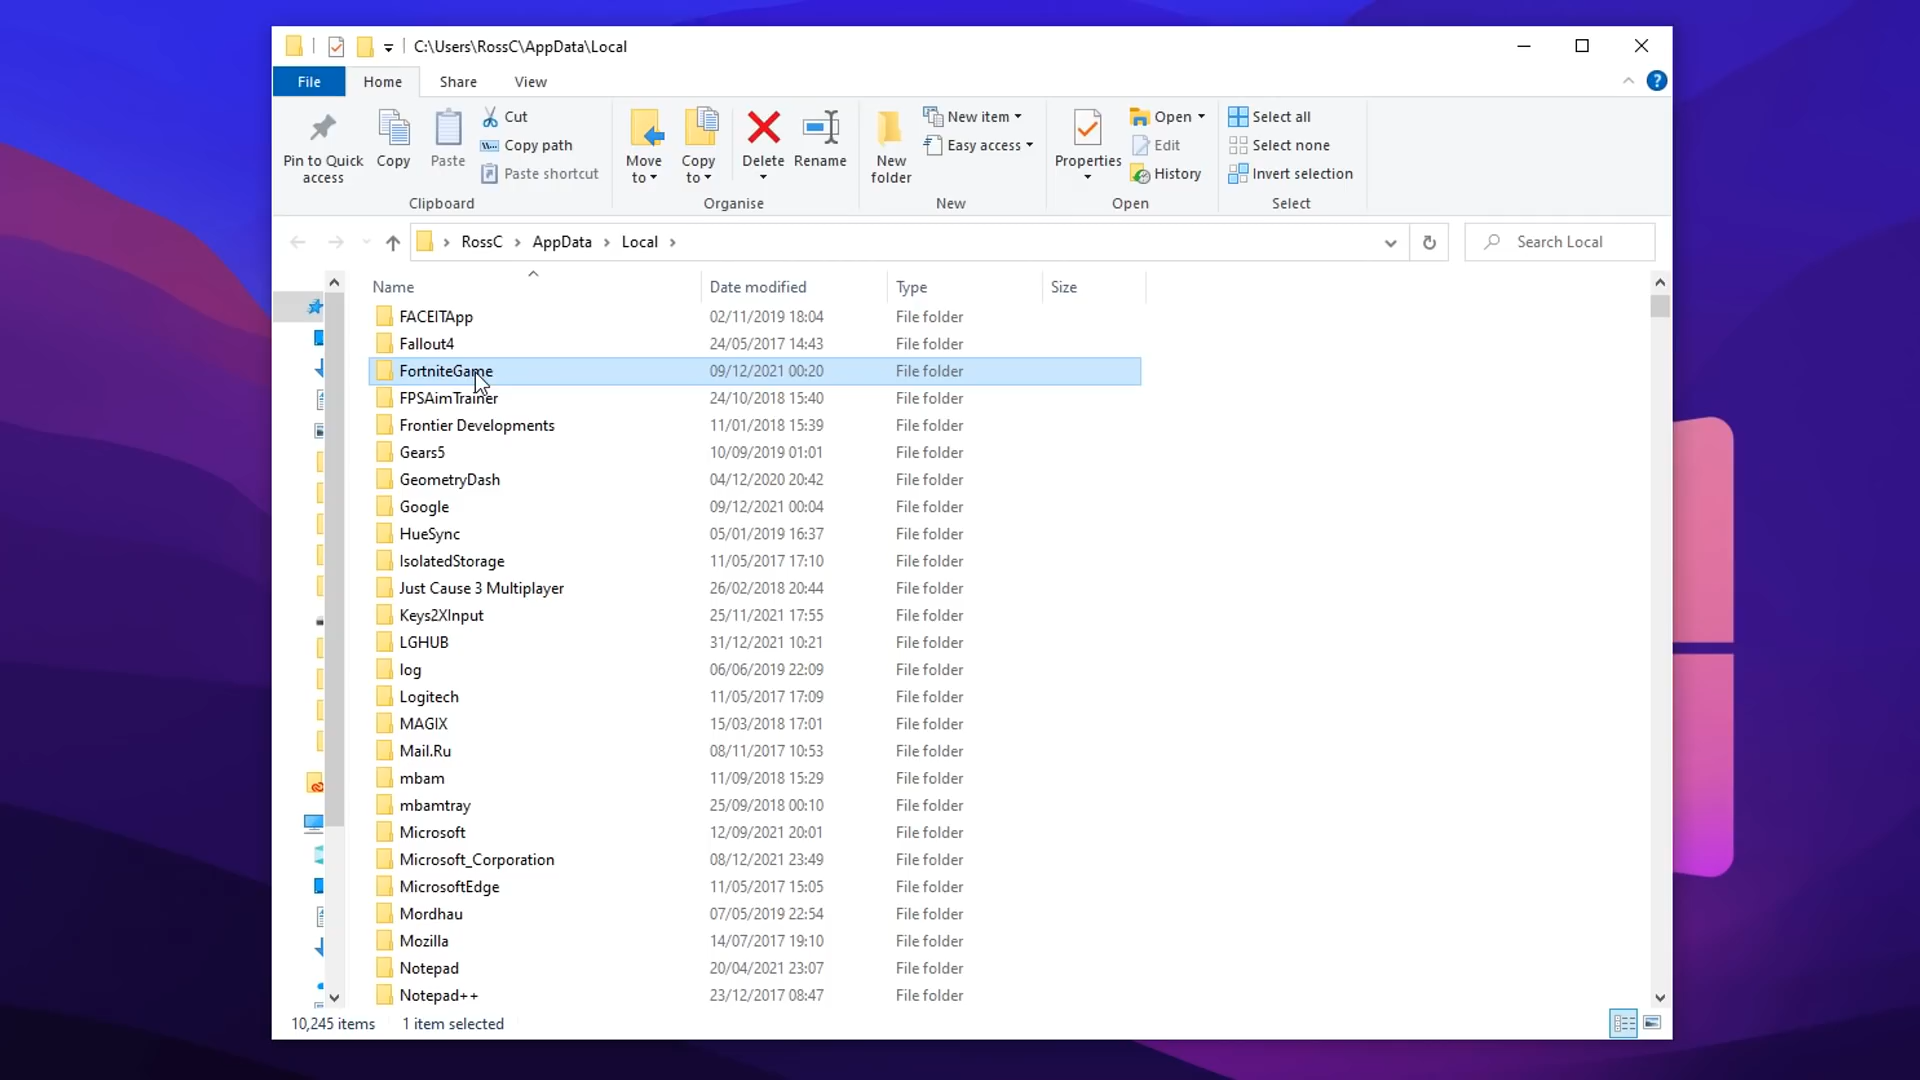 C:\Users\RossC\AppData\Local
File Home Share View
Pin to Quick access
Copy
Paste
Cut
Copy path
Paste shortcut
Clipboard
Move to
Copy to
Delete
Rename
Organise
New folder
New item
Easy access
New
Properties
Open
Edit
History
Open
Select all
Select none
Invert selection
Select
RossC AppData Local
Search Local
Name Date modified Type Size
FACEITApp 02/11/2019 18:04 File folder
Fallout4 24/05/2017 14:43 File folder
FortniteGame 09/12/2021 00:20 File folder
FPSAimTrainer 24/10/2018 15:40 File folder
Frontier Developments 11/01/2018 15:39 File folder
Gears5 10/09/2019 01:01 File folder
GeometryDash 04/12/2020 20:42 File folder
Google 09/12/2021 00:04 File folder
HueSync 05/01/2019 16:37 File folder
IsolatedStorage 11/05/2017 17:10 File folder
Just Cause 3 Multiplayer 26/02/2018 20:44 File folder
Keys2XInput 25/11/2021 17:55 File folder
LGHUB 31/12/2021 10:21 File folder
log 06/06/2019 22:09 File folder
Logitech 11/05/2017 17:09 File folder
MAGIX 15/03/2018 17:01 File folder
Mail.Ru 08/11/2017 10:53 File folder
mbam 11/09/2018 15:29 File folder
mbamtray 25/09/2018 00:10 File folder
Microsoft 12/09/2021 20:01 File folder
Microsoft_Corporation 08/12/2021 23:49 File folder
MicrosoftEdge 11/05/2017 15:05 File folder
Mordhau 07/05/2019 22:54 File folder
Mozilla 14/07/2017 19:10 File folder
Notepad 20/04/2021 23:07 File folder
Notepad++ 23/12/2017 08:47 File folder
10,245 items 1 item selected